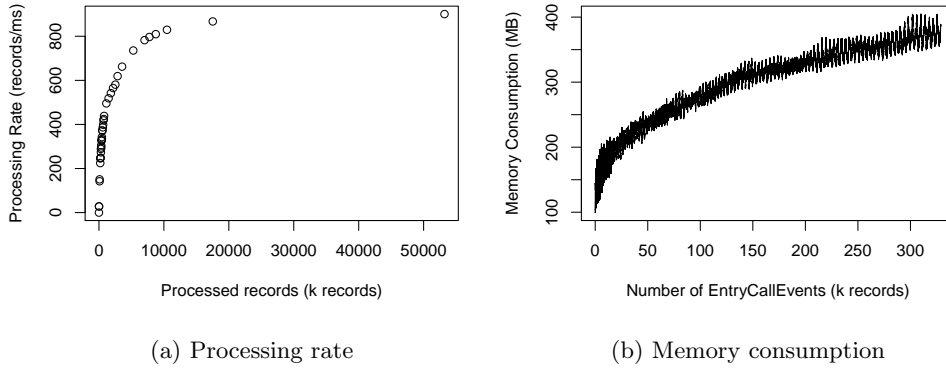 Processing Rate (records/ms)
800
600
400
200
0
0 10000 20000 30000 40000 50000
Processed records (k records)
(a) Processing rate
Memory Consumption (MB)
400
300
200
100
0 50 100 150 200 250 300
Number of EntryCallEvents (k records)
(b) Memory consumption